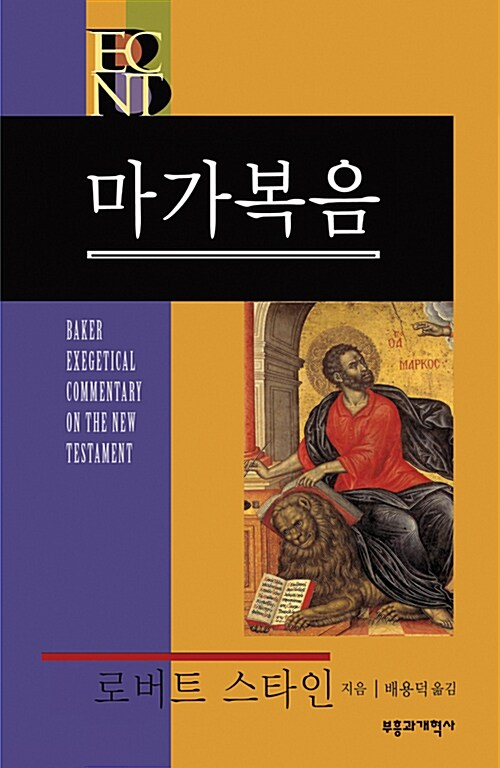 BECNT
마가복음
BAKER
EXEGETICAL
COMMENTARY
ON THE NEW
TESTAMENT
ΜΑΡΚΟΣ
로버트 스타인 지음 | 배용덕 옮김
부흥과개혁사